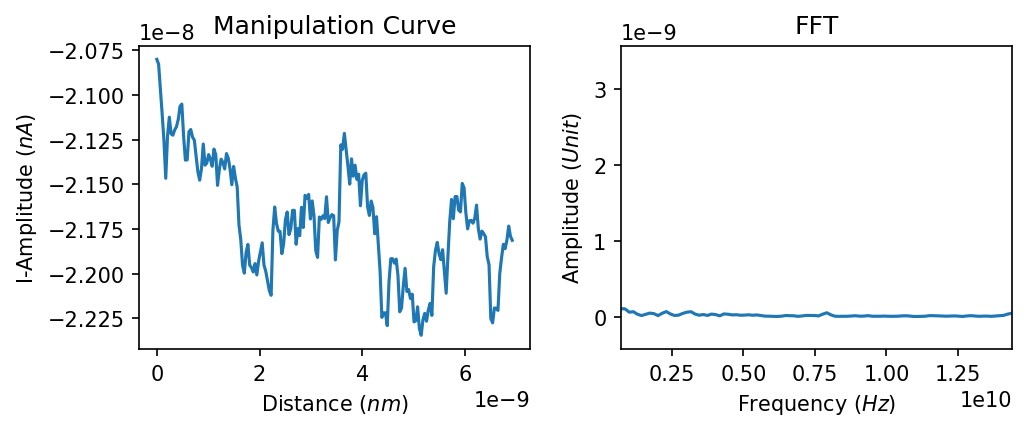 Manipulation Curve
1e−8
−2.075
−2.100
−2.125
−2.150
−2.175
−2.200
−2.225
I-Amplitude (nA)
0 2 4 6
1e−9
Distance (nm)
FFT
1e−9
3
2
1
0
Amplitude (Unit)
0.25 0.50 0.75 1.00 1.25
1e10
Frequency (Hz)